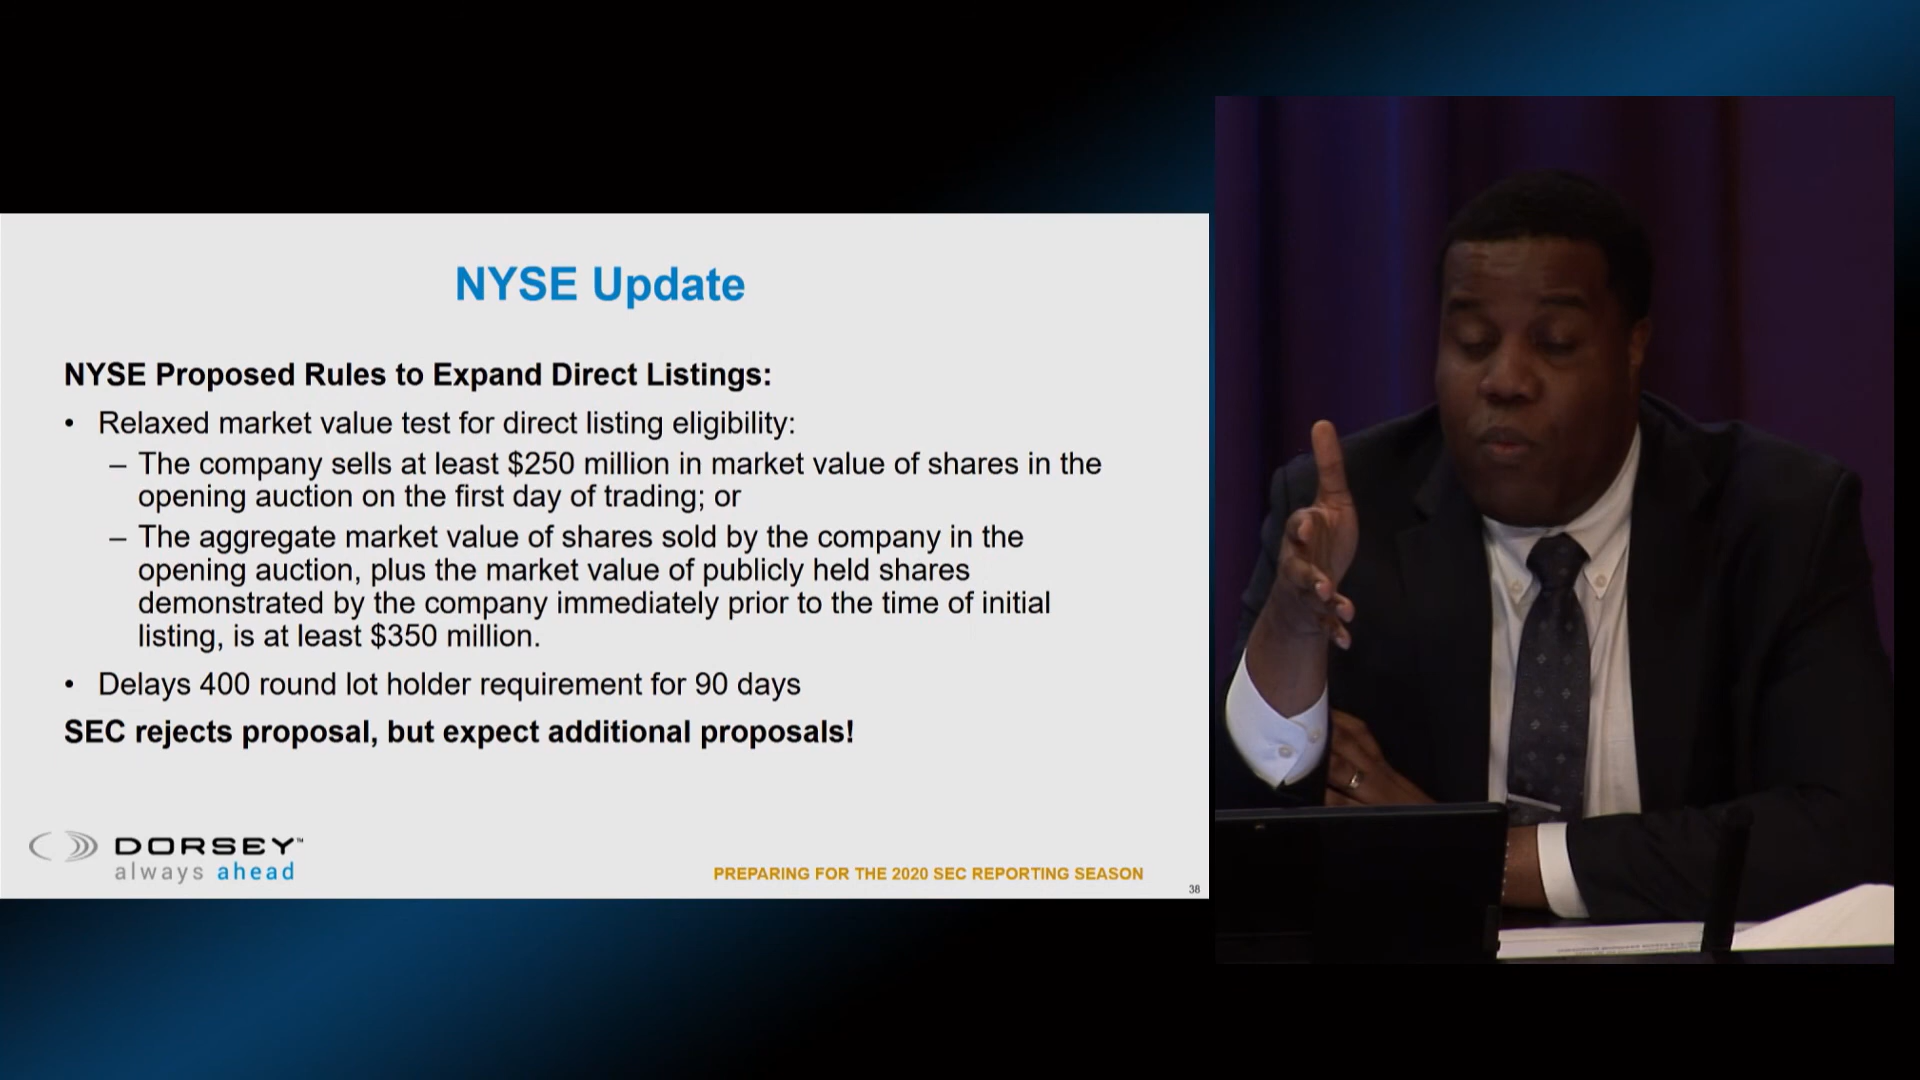 NYSE Update
NYSE Proposed Rules to Expand Direct Listings:
• Relaxed market value test for direct listing eligibility:
– The company sells at least $250 million in market value of shares in the
opening auction on the first day of trading; or
– The aggregate market value of shares sold by the company in the
opening auction, plus the market value of publicly held shares
demonstrated by the company immediately prior to the time of initial
listing, is at least $350 million.
• Delays 400 round lot holder requirement for 90 days
SEC rejects proposal, but expect additional proposals!
DORSEY™
always ahead
PREPARING FOR THE 2020 SEC REPORTING SEASON
38